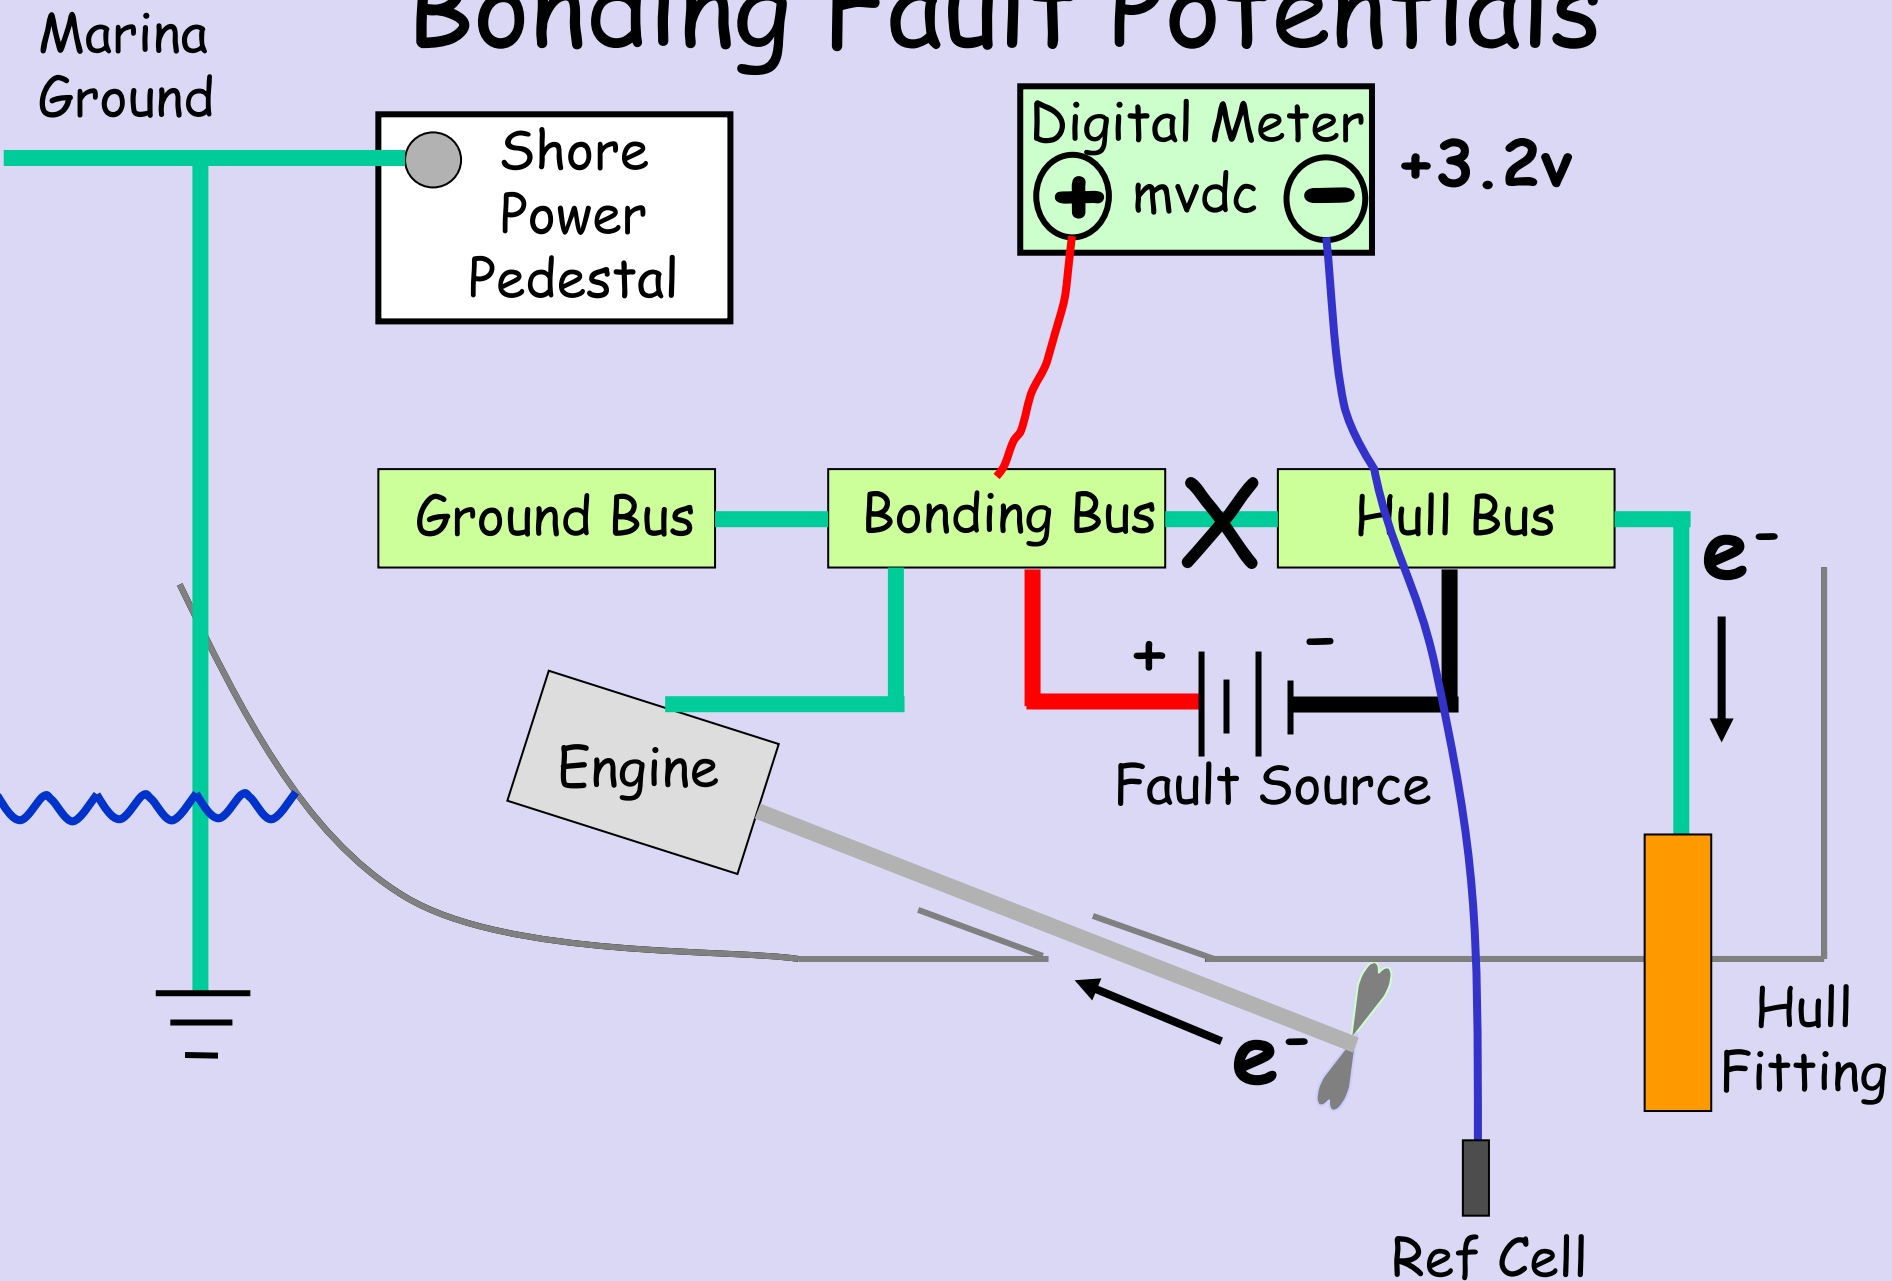 Bonding Fault Potentials
Marina
Ground
Shore
Power
Pedestal
Digital Meter
+ mvdc −
+3.2v
Ground Bus
Bonding Bus
X
Hull Bus
e-
+
-
Engine
Fault Source
e-
Hull
Fitting
Ref Cell